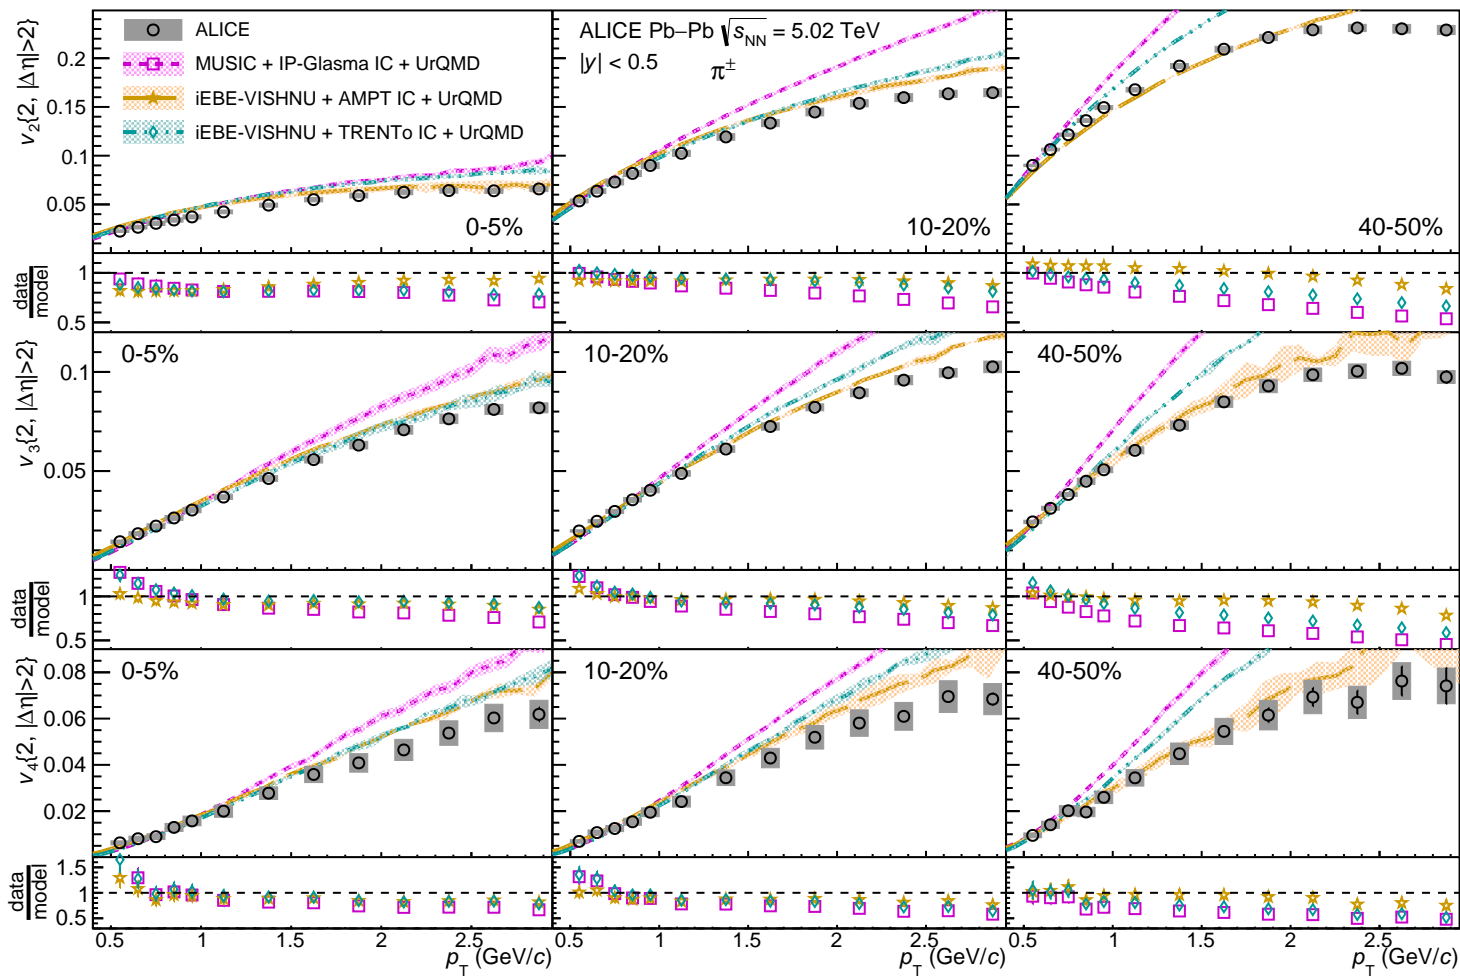 ALICE
MUSIC + IP-Glasma IC + UrQMD
iEBE-VISHNU + AMPT IC + UrQMD
iEBE-VISHNU + TRENTo IC + UrQMD
ALICE Pb–Pb √s_NN = 5.02 TeV
|y| < 0.5 π±
v2{2, |Δη|>2}
0.2
0.15
0.1
0.05
0-5%
10-20%
40-50%
data
model
1
0.5
v3{2, |Δη|>2}
0.1
0.05
0-5%
10-20%
40-50%
data
model
1
0.5
v4{2, |Δη|>2}
0.08
0.06
0.04
0.02
0-5%
10-20%
40-50%
data
model
1.5
1
0.5
0.5 1 1.5 2 2.5
0.5 1 1.5 2 2.5
0.5 1 1.5 2 2.5
pT (GeV/c)
pT (GeV/c)
pT (GeV/c)